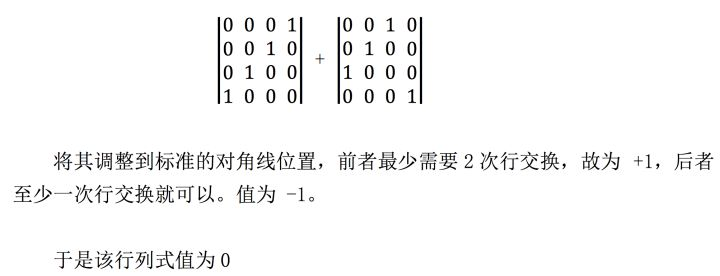 |0 0 0 1| |0 0 1 0|
|0 0 1 0| + |0 1 0 0|
|0 1 0 0| |1 0 0 0|
|1 0 0 0| |0 0 0 1|
将其调整到标准的对角线位置，前者最少需要 2 次行交换，故为 +1，后者
至少一次行交换就可以。值为 -1。
于是该行列式值为 0